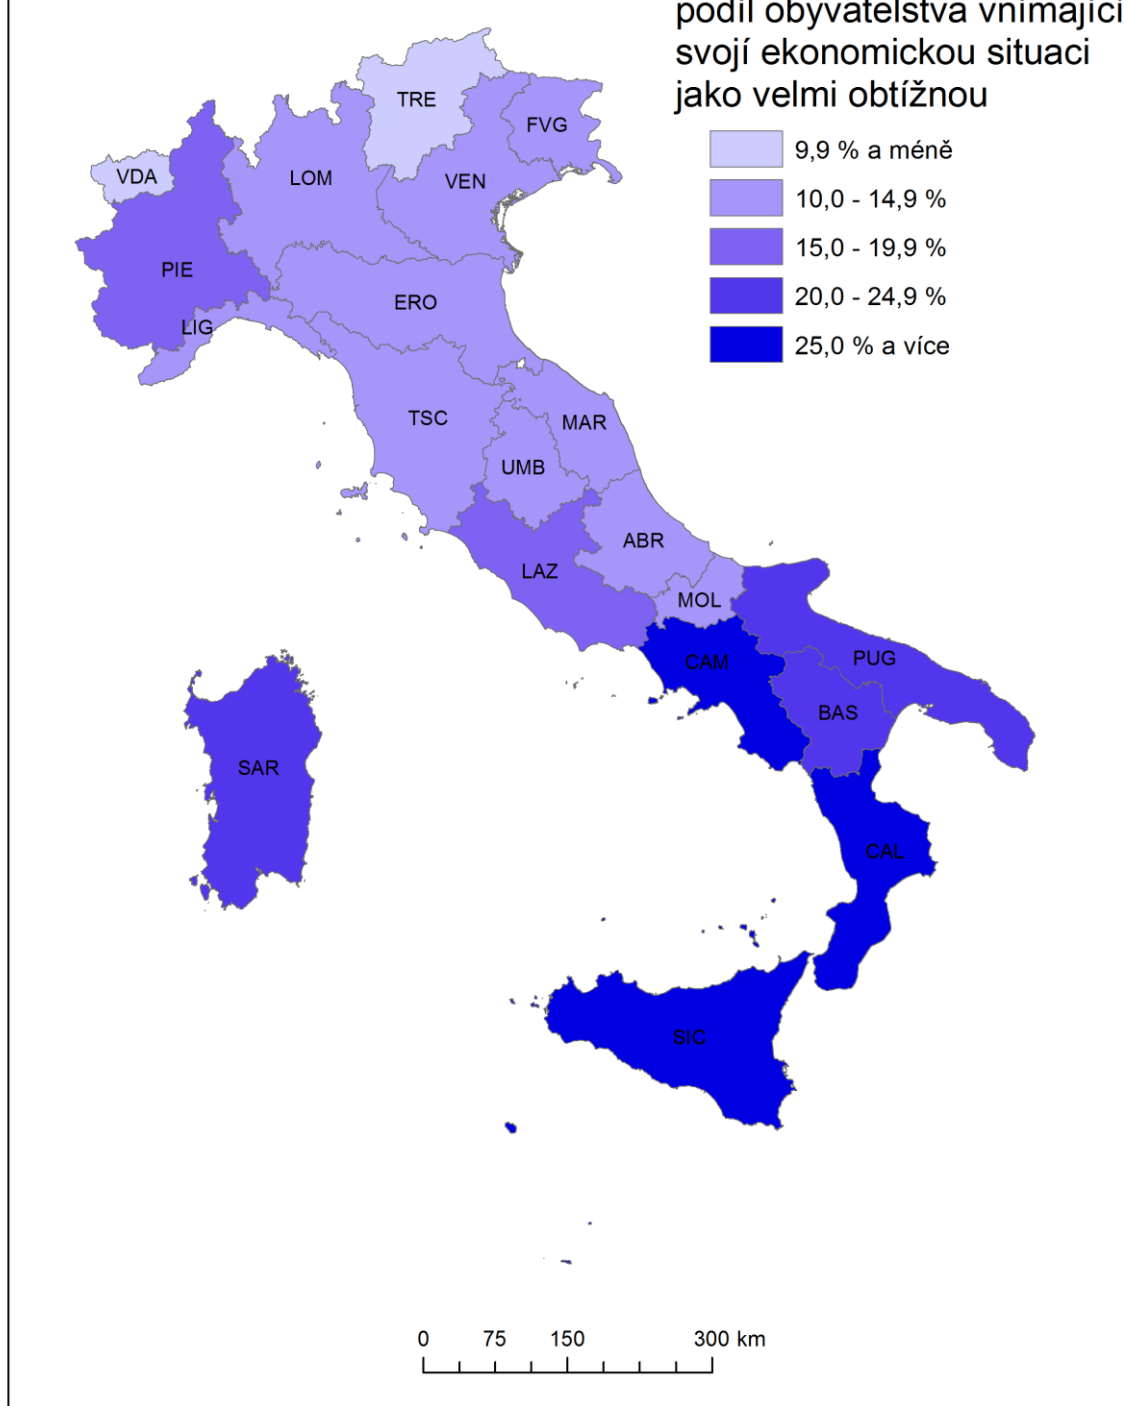 podíl obyvatelstva vnímající
svojí ekonomickou situaci
jako velmi obtížnou
9,9 % a méně
10,0 - 14,9 %
15,0 - 19,9 %
20,0 - 24,9 %
25,0 % a více
TRE
FVG
VDA
LOM
VEN
PIE
ERO
LIG
TSC
MAR
UMB
ABR
LAZ
MOL
CAM
PUG
BAS
SAR
CAL
SIC
0 75 150 300 km